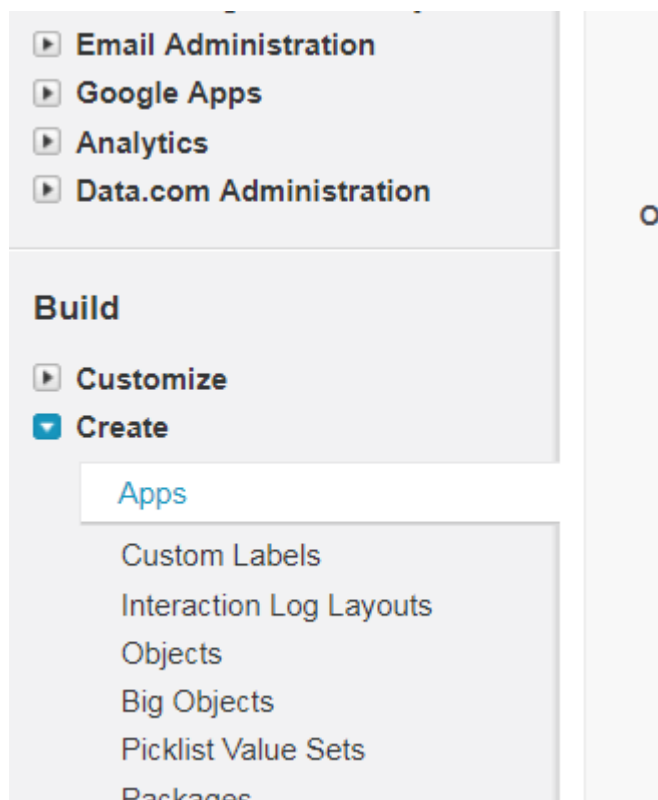 Email Administration
Google Apps
Analytics
Data.com Administration
Build
Customize
Create
Apps
Custom Labels
Interaction Log Layouts
Objects
Big Objects
Picklist Value Sets
Packages